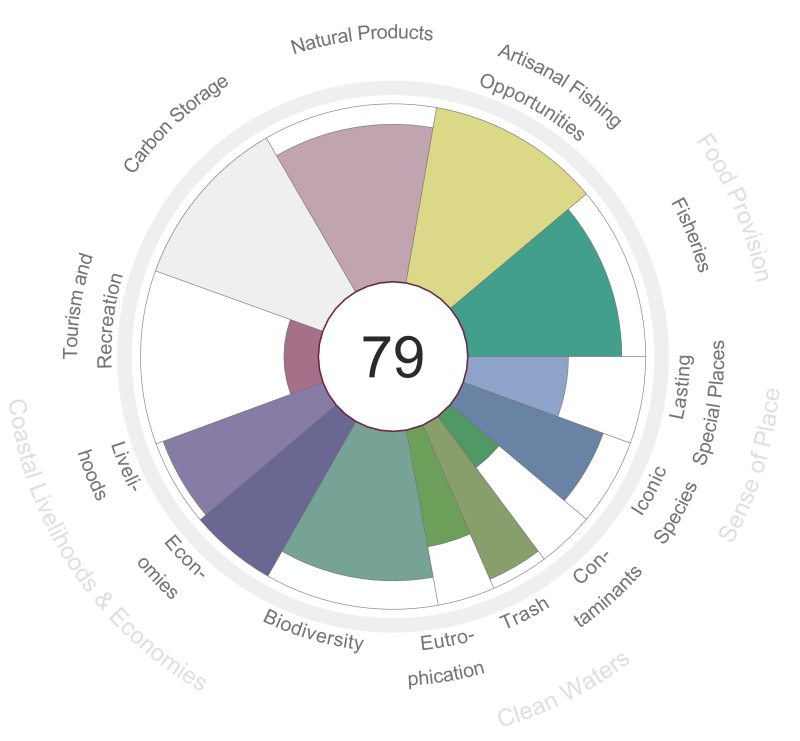 Natural Products
Artisanal Fishing
Opportunities
Carbon Storage
Food Provision
Fisheries
Tourism and
Recreation
79
Lasting
Special Places
Sense of Place
Iconic
Species
Coastal Livelihoods & Economies
Liveli-
hoods
Econ-
omies
Con-
taminants
Trash
Biodiversity
Eutro-
phication
Clean Waters